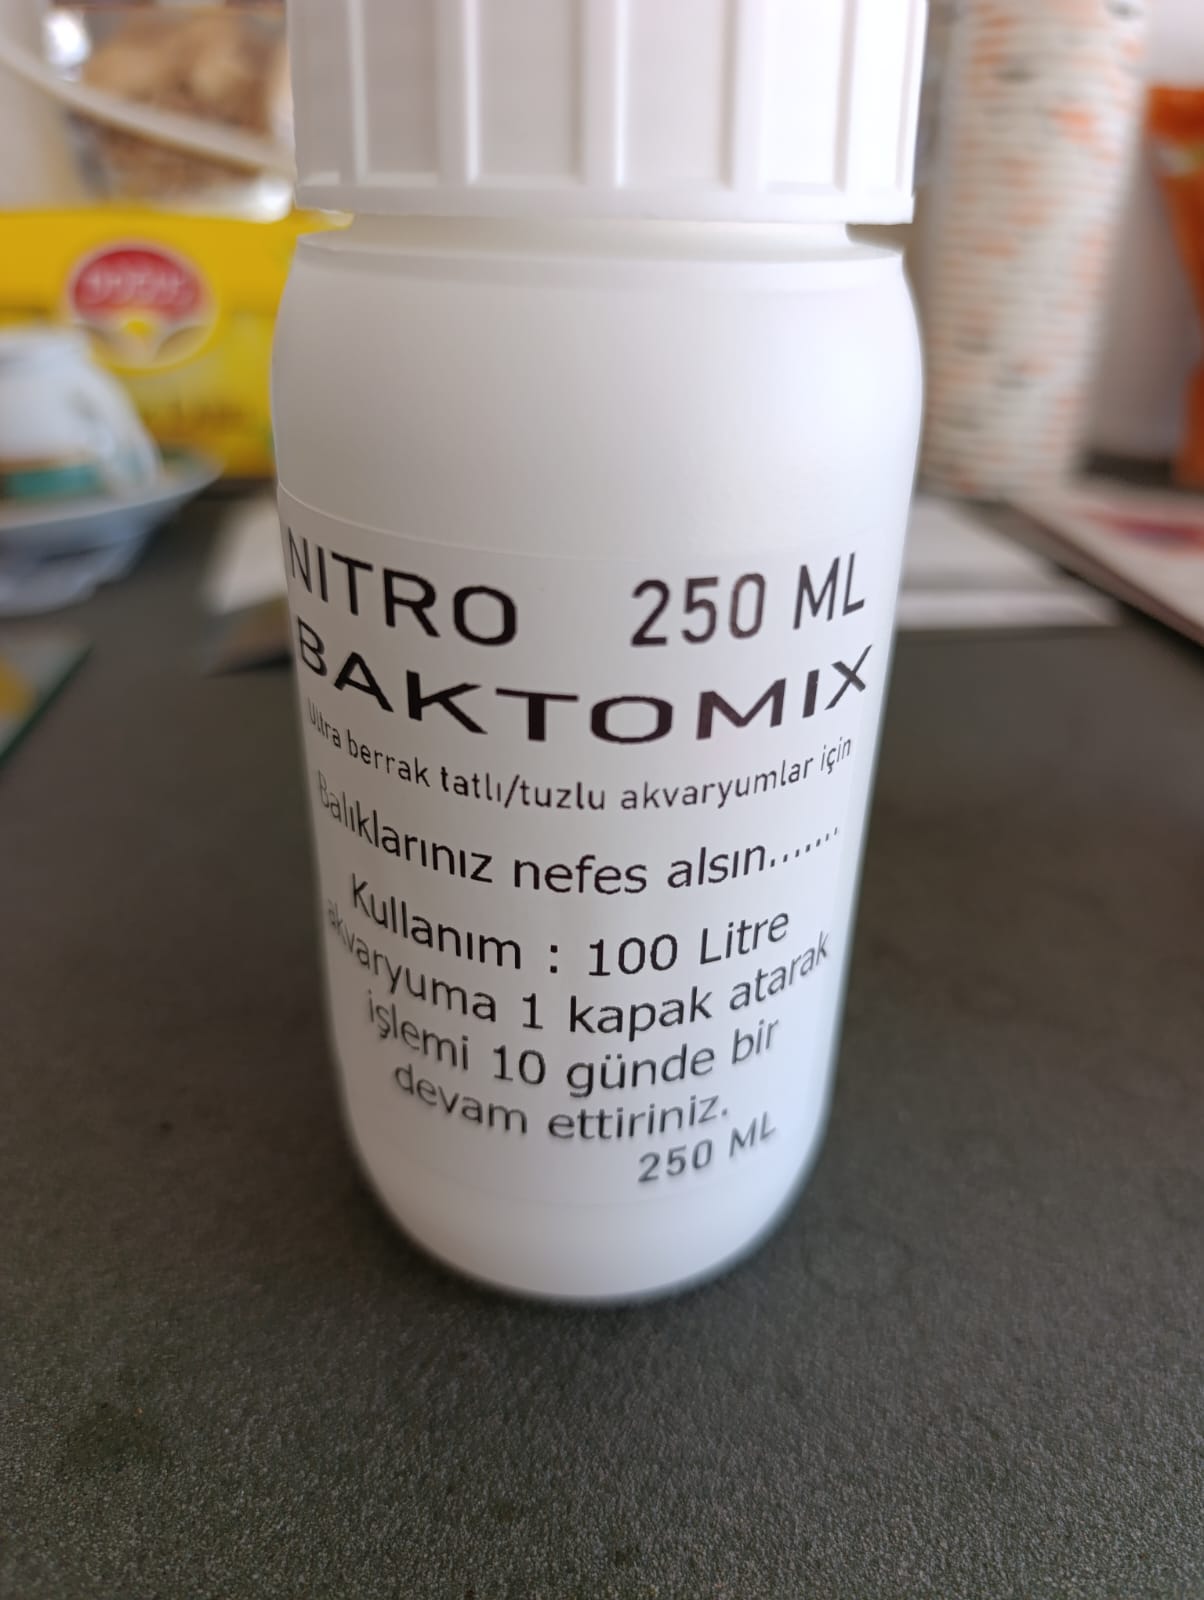 NITRO 250 ML
BAKTOMIX
Ultra berrak tatlı/tuzlu akvaryumlar için
Balıklarınız nefes alsın.......
Kullanım : 100 Litre
akvaryuma 1 kapak atarak
işlemi 10 günde bir
devam ettiriniz.
250 ML